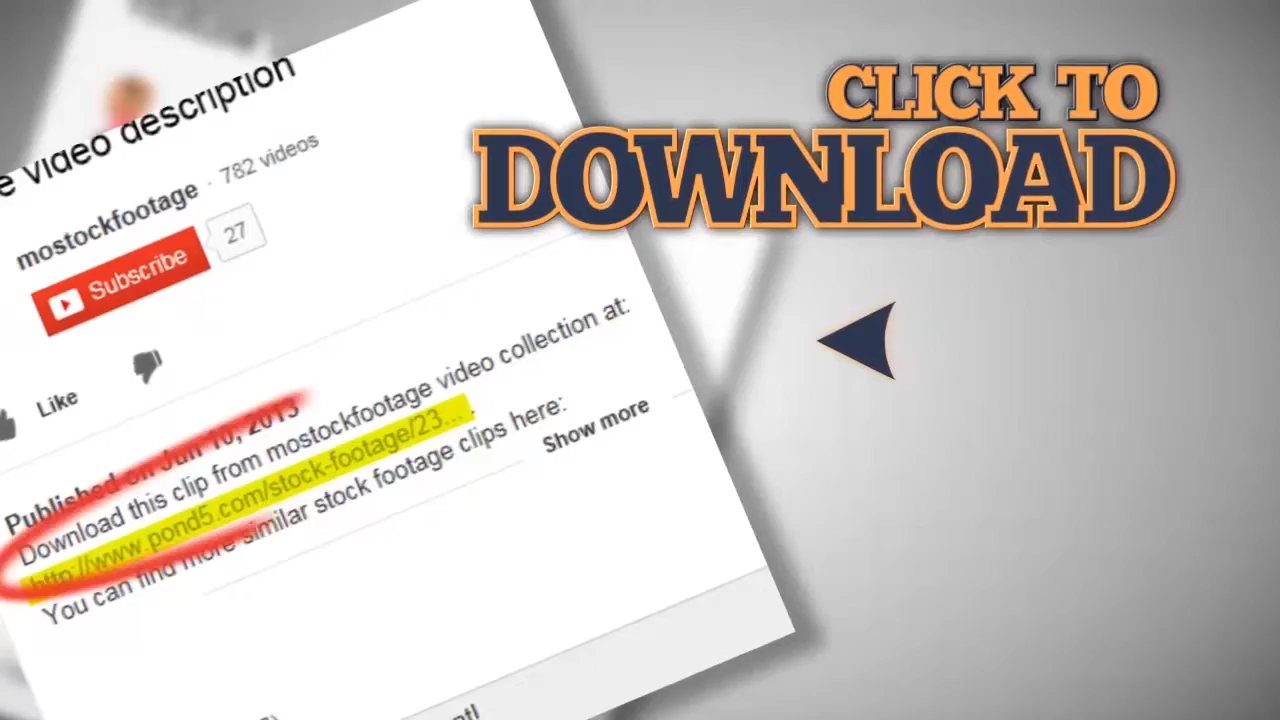 e video description
mostockfootage · 782 videos
Subscribe 27
Like
Published on Jun 10, 2013
Download this clip from mostockfootage video collection at:
http://www.pond5.com/stock-footage/23... .
You can find more similar stock footage clips here:
Show more
CLICK TO
DOWNLOAD